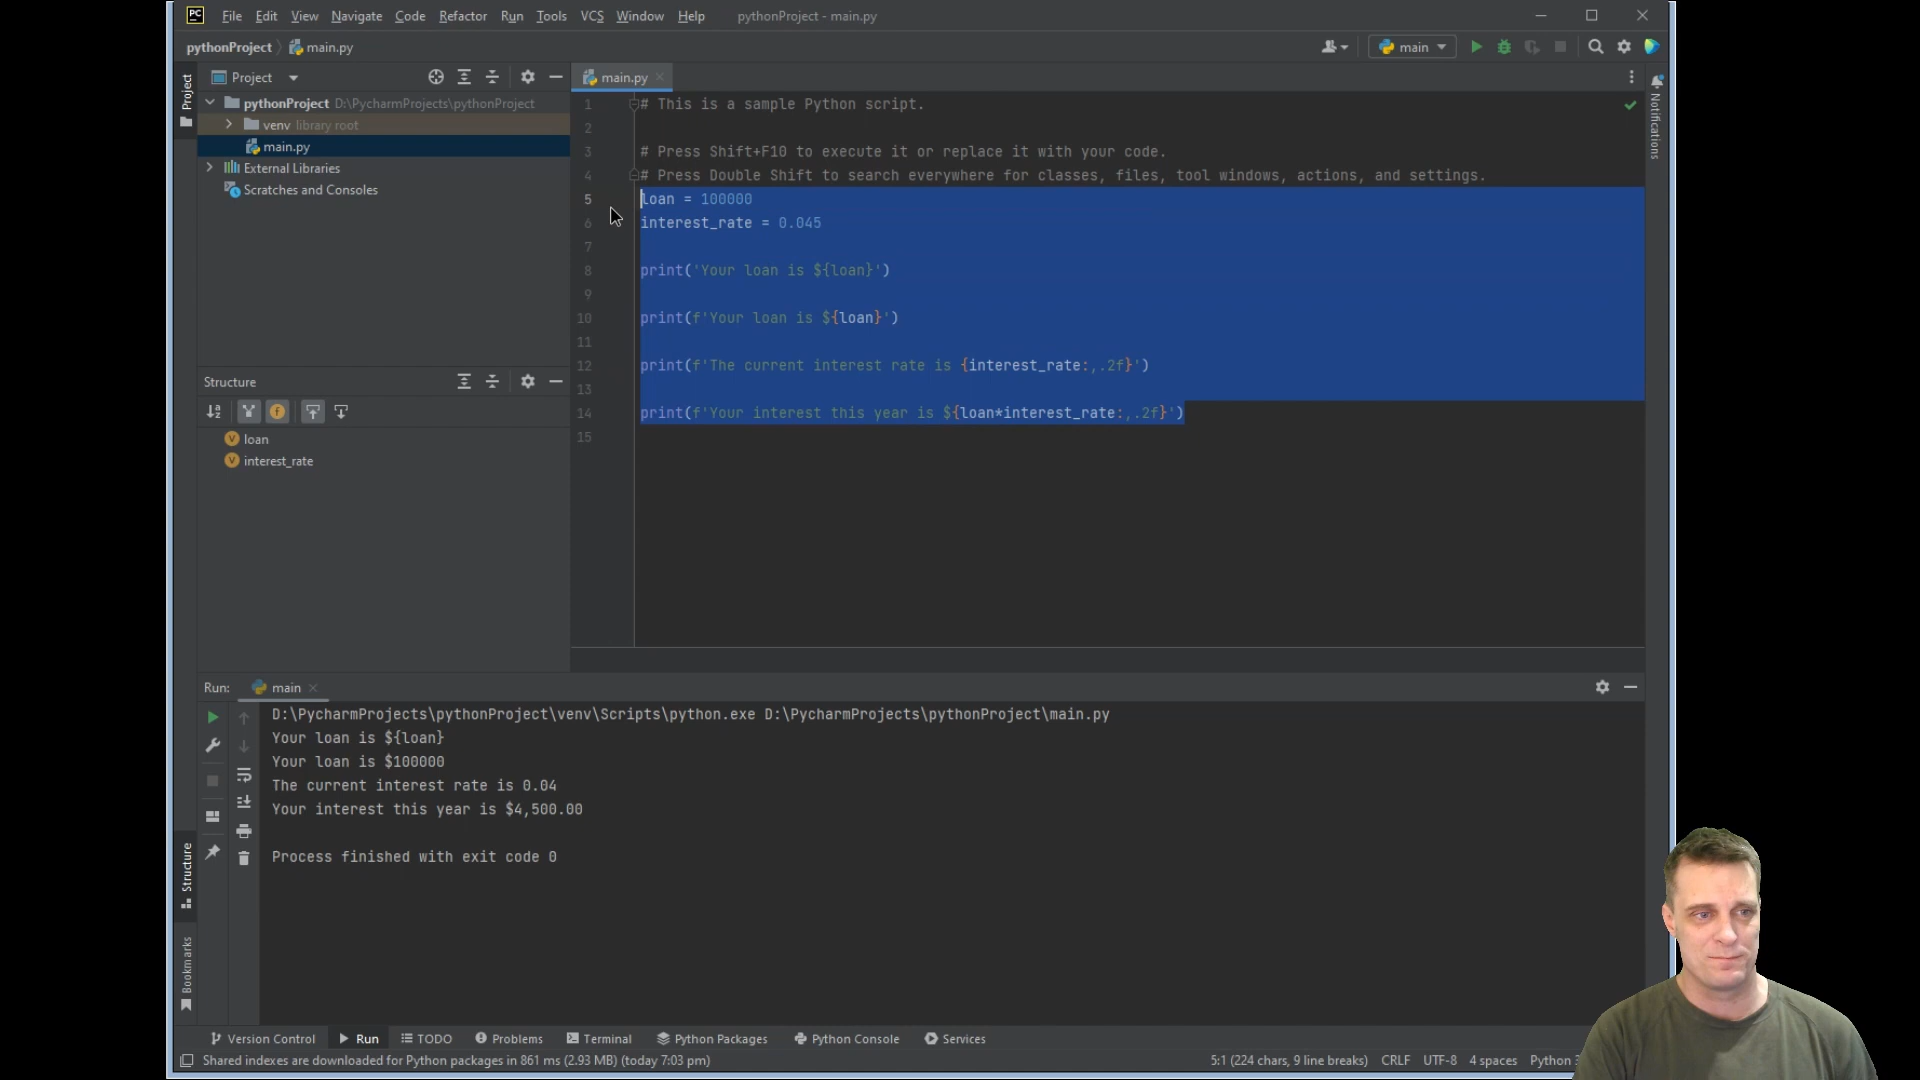 PC File Edit View Navigate Code Refactor Run Tools VCS Window Help pythonProject - main.py
pythonProject main.py main
Project Project main.py
pythonProject D:\PycharmProjects\pythonProject
venv library root
main.py
External Libraries
Scratches and Consoles
Notifications
1 # This is a sample Python script.
2
3 # Press Shift+F10 to execute it or replace it with your code.
4 # Press Double Shift to search everywhere for classes, files, tool windows, actions, and settings.
5 loan = 100000
6 interest_rate = 0.045
7
8 print('Your loan is ${loan}')
9
10 print(f'Your loan is ${loan}')
11
12 print(f'The current interest rate is {interest_rate:,.2f}')
13
14 print(f'Your interest this year is ${loan*interest_rate:,.2f}')
15
Structure
loan
interest_rate
Run: main
D:\PycharmProjects\pythonProject\venv\Scripts\python.exe D:\PycharmProjects\pythonProject\main.py
Your loan is ${loan}
Your loan is $100000
The current interest rate is 0.04
Your interest this year is $4,500.00
Process finished with exit code 0
Structure
Bookmarks
Version Control Run TODO Problems Terminal Python Packages Python Console Services
Shared indexes are downloaded for Python packages in 861 ms (2.93 MB) (today 7:03 pm) 5:1 (224 chars, 9 line breaks) CRLF UTF-8 4 spaces Python